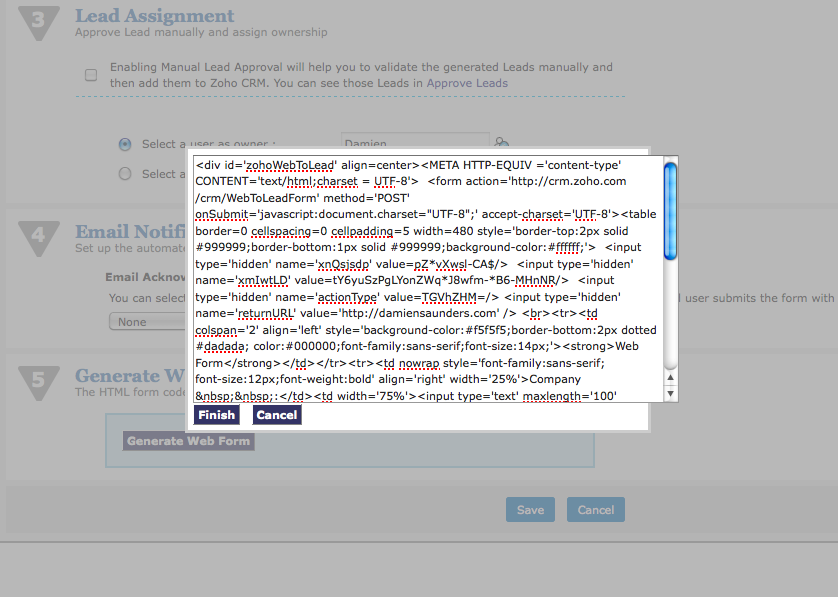 3
Lead Assignment
Approve Lead manually and assign ownership
Enabling Manual Lead Approval will help you to validate the generated Leads manually and
then add them to Zoho CRM. You can see those Leads in Approve Leads
Select a user as owner : Damien
Select a
<div id='zohoWebToLead' align=center><META HTTP-EQUIV ='content-type'
CONTENT='text/html;charset = UTF-8'>  <form action='http://crm.zoho.com
/crm/WebToLeadForm' method='POST'
onSubmit='javascript:document.charset="UTF-8";' accept-charset='UTF-8'><table
border=0 cellspacing=0 cellpadding=5 width=480 style='border-top:2px solid
#999999;border-bottom:1px solid #999999;background-color:#ffffff;'>  <input
type='hidden' name='xnQsjsdp' value=pZ*vXwsl-CA$/>  <input type='hidden'
name='xmIwtLD' value=tY6yuSzPgLYonZWq*J8wfm-*B6-MHnNR/>  <input
type='hidden' name='actionType' value=TGVhZHM=/> <input type='hidden'
name='returnURL' value='http://damiensaunders.com' /> <br><tr><td
colspan='2' align='left' style='background-color:#f5f5f5;border-bottom:2px dotted
#dadada; color:#000000;font-family:sans-serif;font-size:14px;'><strong>Web
Form</strong></td></tr><tr><td nowrap style='font-family:sans-serif;
font-size:12px;font-weight:bold' align='right' width='25%'>Company
&nbsp;&nbsp;:</td><td width='75%'><input type='text' maxlength='100'
Finish Cancel
4
Email Notifi
Set up the automate
Email Acknow
You can select
l user submits the form with
None
5
Generate W
The HTML form code
Generate Web Form
Save Cancel